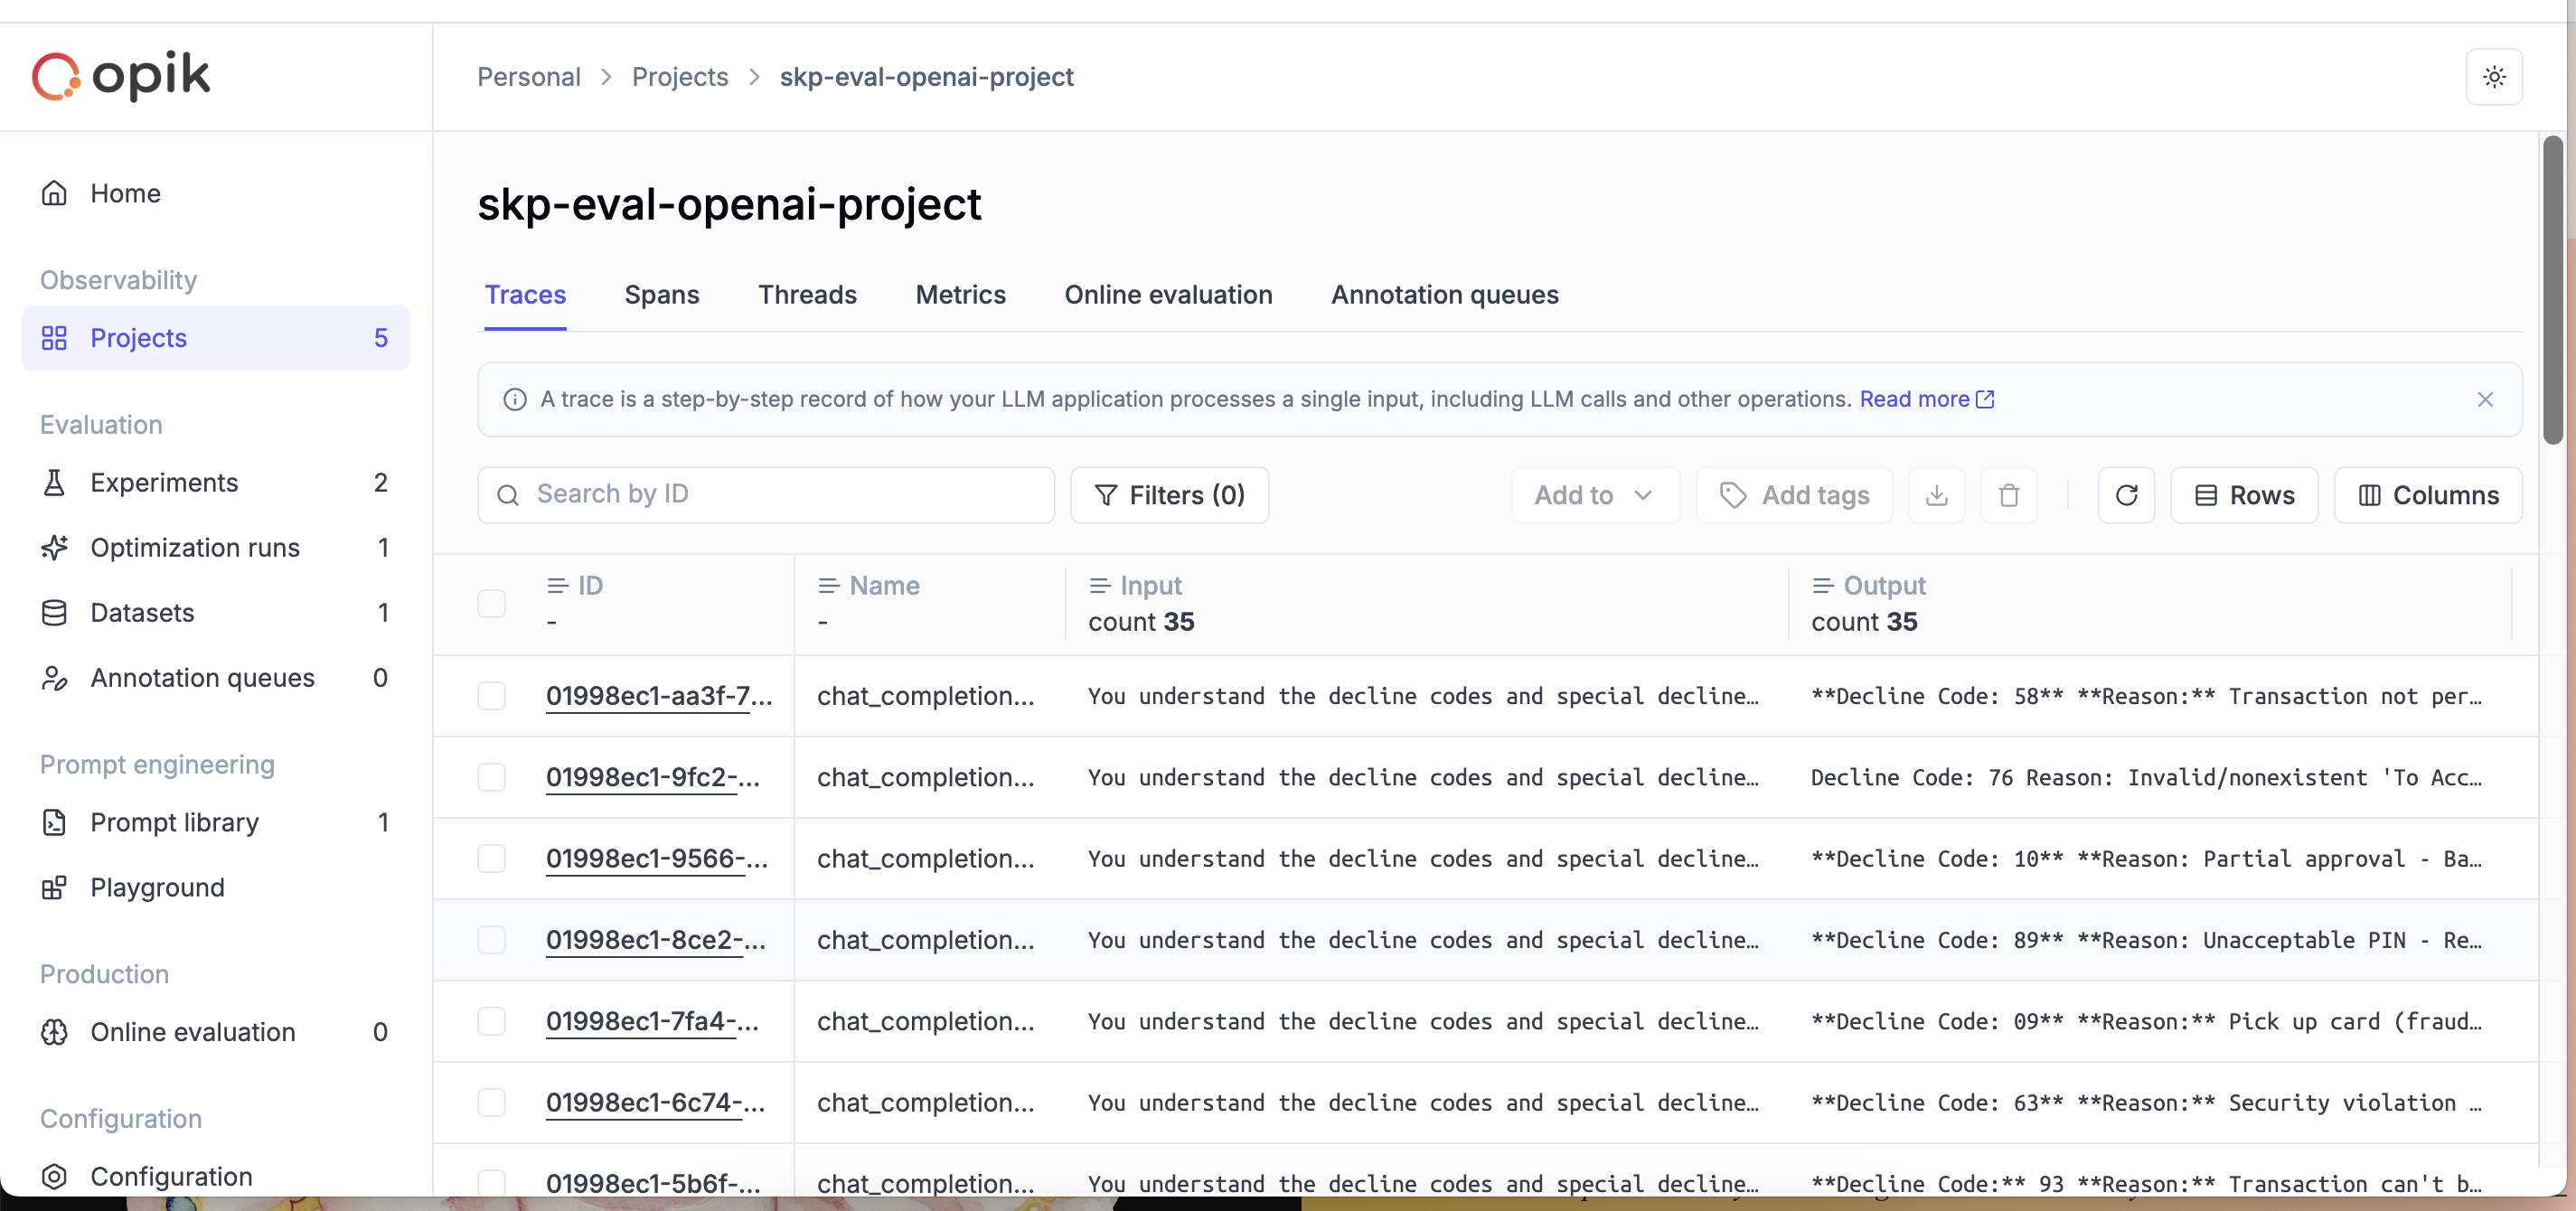 opik
Personal > Projects > skp-eval-openai-project
Home
Observability
Projects 5
Evaluation
Experiments 2
Optimization runs 1
Datasets 1
Annotation queues 0
Prompt engineering
Prompt library 1
Playground
Production
Online evaluation 0
Configuration
Configuration
skp-eval-openai-project
Traces Spans Threads Metrics Online evaluation Annotation queues
A trace is a step-by-step record of how your LLM application processes a single input, including LLM calls and other operations. Read more
Search by ID Filters (0) Add to Add tags Rows Columns
ID Name Input Output
- - count 35 count 35
01998ec1-aa3f-7... chat_completion... You understand the decline codes and special decline… **Decline Code: 58** **Reason:** Transaction not per…
01998ec1-9fc2-... chat_completion... You understand the decline codes and special decline… Decline Code: 76 Reason: Invalid/nonexistent 'To Acc…
01998ec1-9566-... chat_completion... You understand the decline codes and special decline… **Decline Code: 10** **Reason: Partial approval - Ba…
01998ec1-8ce2-... chat_completion... You understand the decline codes and special decline… **Decline Code: 89** **Reason: Unacceptable PIN - Re…
01998ec1-7fa4-... chat_completion... You understand the decline codes and special decline… **Decline Code: 09** **Reason:** Pick up card (fraud…
01998ec1-6c74-... chat_completion... You understand the decline codes and special decline… **Decline Code: 63** **Reason:** Security violation …
01998ec1-5b6f-... chat_completion... You understand the decline codes and special decline… **Decline Code:** 93 **Reason:** Transaction can't b…